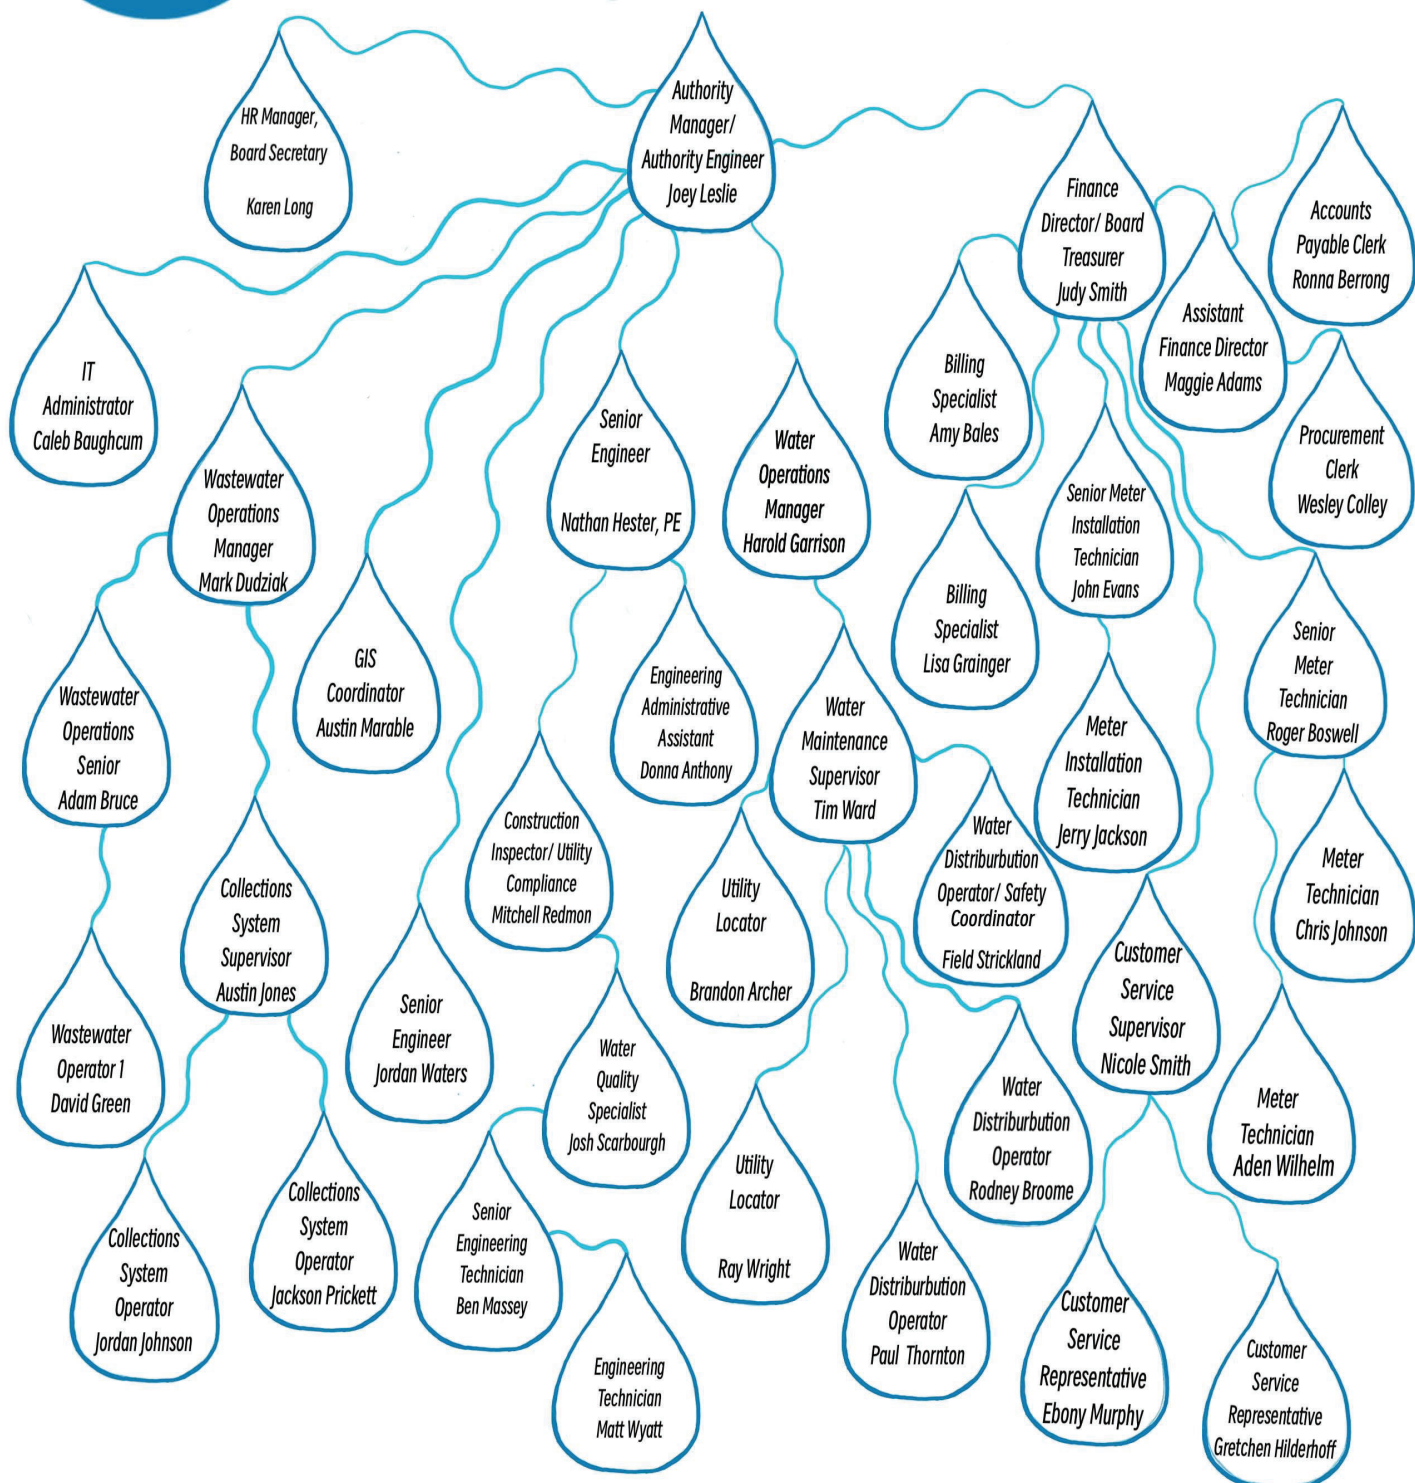 HR Manager,
Board Secretary
Karen Long
Authority
Manager/
Authority Engineer
Joey Leslie
Finance
Director/ Board
Treasurer
Judy Smith
Accounts
Payable Clerk
Ronna Berrong
Assistant
Finance Director
Maggie Adams
IT
Administrator
Caleb Baughcum
Billing
Specialist
Amy Bales
Procurement
Clerk
Wesley Colley
Wastewater
Operations
Manager
Mark Dudziak
Senior
Engineer
Nathan Hester, PE
Water
Operations
Manager
Harold Garrison
Senior Meter
Installation
Technician
John Evans
GIS
Coordinator
Austin Marable
Billing
Specialist
Lisa Grainger
Senior
Meter
Technician
Roger Boswell
Wastewater
Operations
Senior
Adam Bruce
Engineering
Administrative
Assistant
Donna Anthony
Water
Maintenance
Supervisor
Tim Ward
Meter
Installation
Technician
Jerry Jackson
Collections
System
Supervisor
Austin Jones
Construction
Inspector/ Utility
Compliance
Mitchell Redmon
Utility
Locator
Brandon Archer
Water
Distriburbution
Operator/ Safety
Coordinator
Field Strickland
Meter
Technician
Chris Johnson
Wastewater
Operator 1
David Green
Senior
Engineer
Jordan Waters
Water
Quality
Specialist
Josh Scarbourgh
Customer
Service
Supervisor
Nicole Smith
Water
Distriburbution
Operator
Rodney Broome
Meter
Technician
Aden Wilhelm
Collections
System
Operator
Jordan Johnson
Collections
System
Operator
Jackson Prickett
Senior
Engineering
Technician
Ben Massey
Utility
Locator
Ray Wright
Water
Distriburbution
Operator
Paul Thornton
Engineering
Technician
Matt Wyatt
Customer
Service
Representative
Ebony Murphy
Customer
Service
Representative
Gretchen Hilderhoff